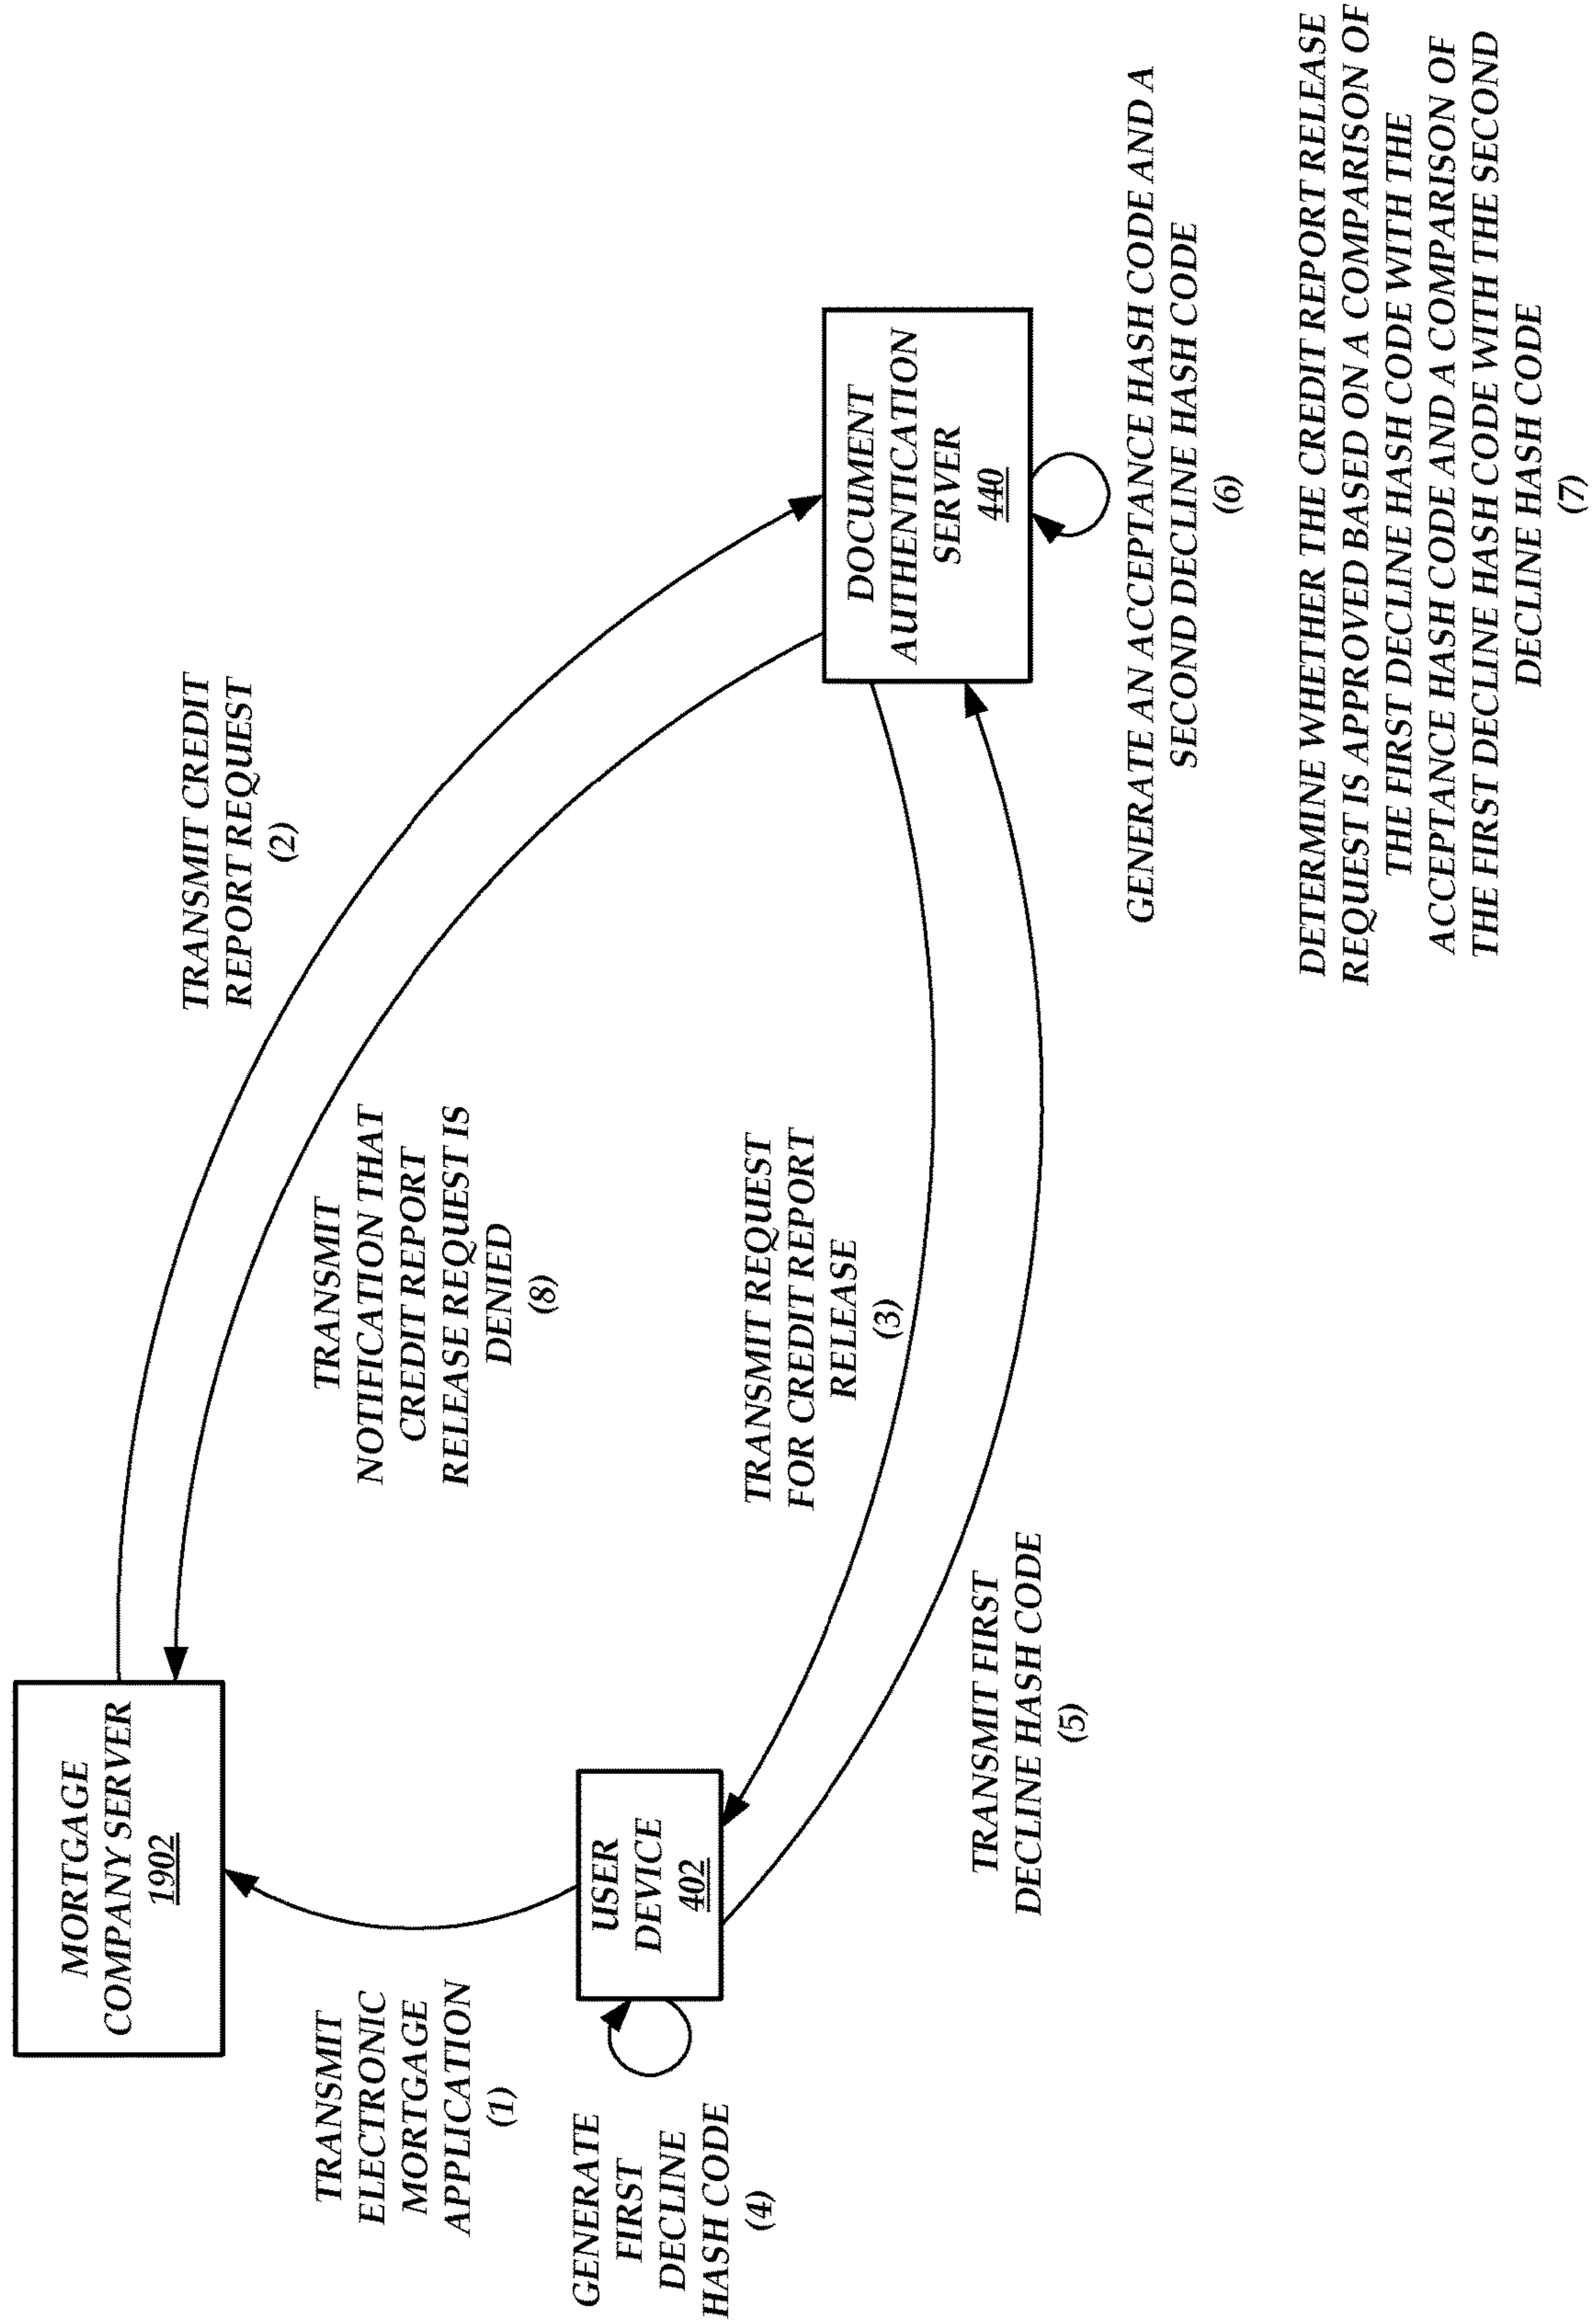 MORTGAGE
COMPANY SERVER
1902
TRANSMIT CREDIT
REPORT REQUEST
(2)
TRANSMIT
ELECTRONIC
MORTGAGE
APPLICATION
(1)
TRANSMIT
NOTIFICATION THAT
CREDIT REPORT
RELEASE REQUEST IS
DENIED
(8)
GENERATE
FIRST
DECLINE
HASH CODE
(4)
USER
DEVICE
402
TRANSMIT REQUEST
FOR CREDIT REPORT
RELEASE
(3)
DOCUMENT
AUTHENTICATION
SERVER
440
TRANSMIT FIRST
DECLINE HASH CODE
(5)
GENERATE AN ACCEPTANCE HASH CODE AND A
SECOND DECLINE HASH CODE
(6)
DETERMINE WHETHER THE CREDIT REPORT RELEASE
REQUEST IS APPROVED BASED ON A COMPARISON OF
THE FIRST DECLINE HASH CODE WITH THE
ACCEPTANCE HASH CODE AND A COMPARISON OF
THE FIRST DECLINE HASH CODE WITH THE SECOND
DECLINE HASH CODE
(7)